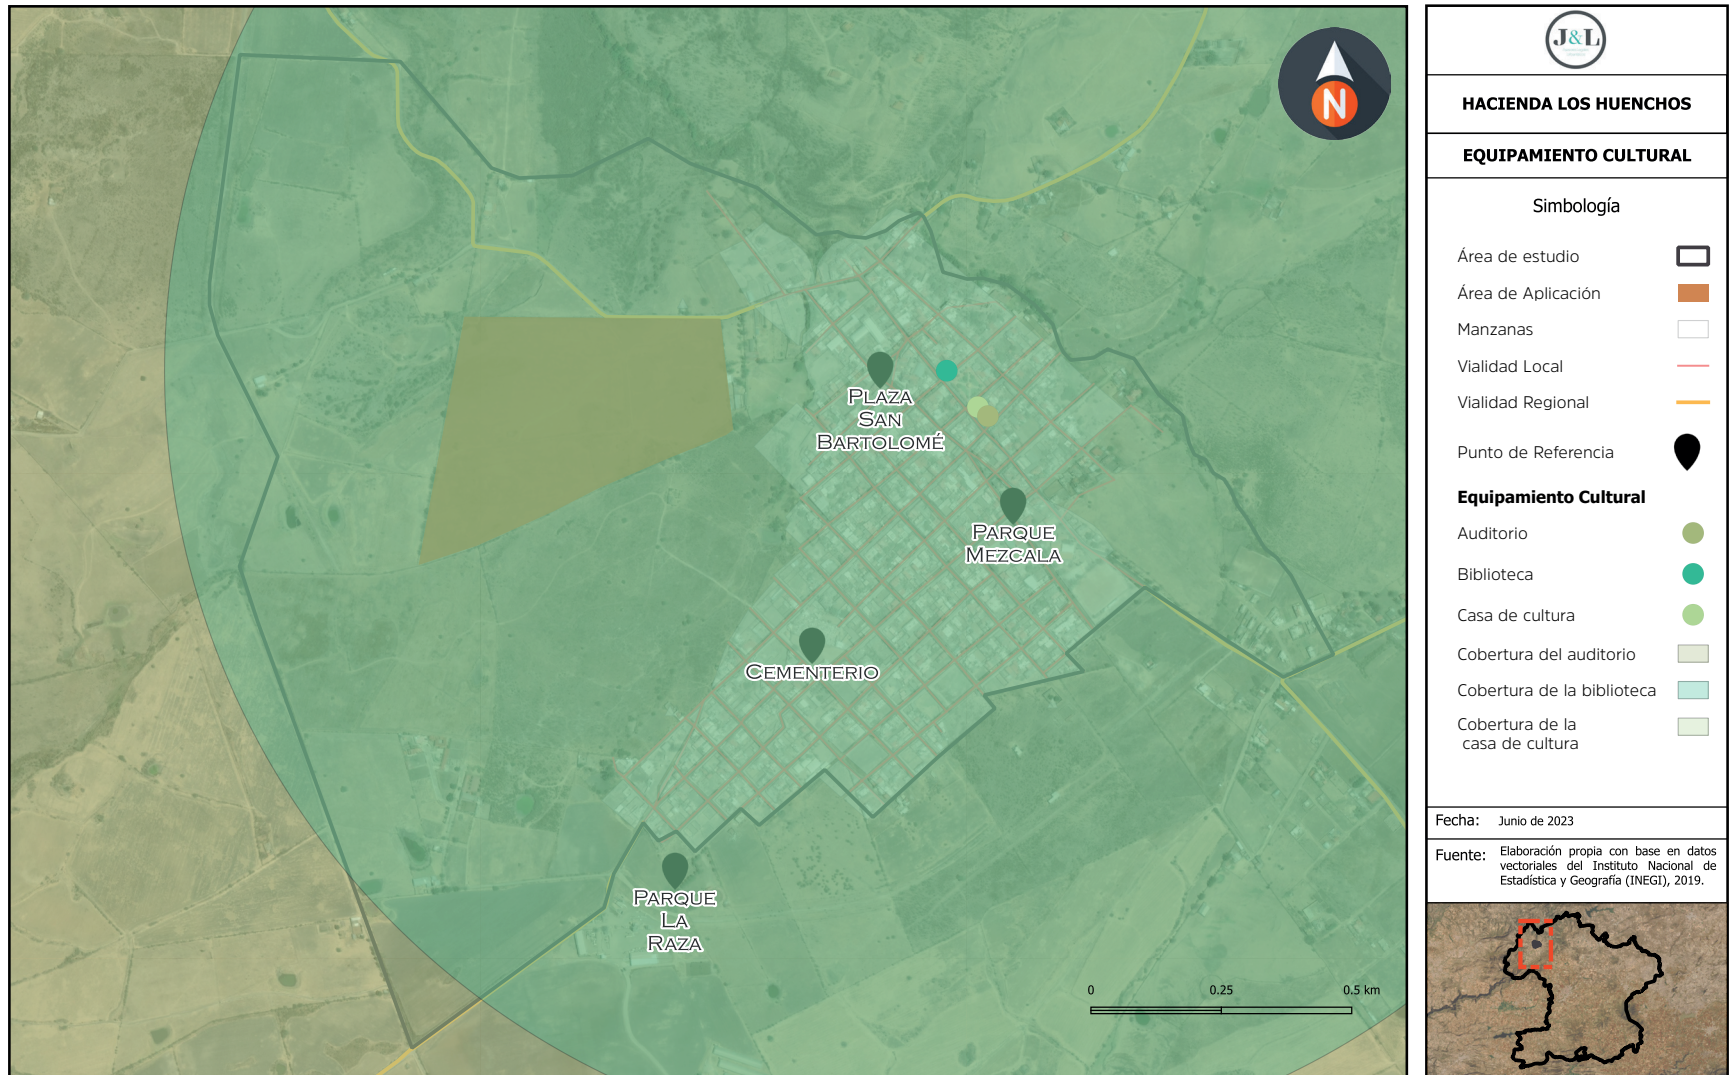 N
PLAZA
SAN
BARTOLOMÉ
PARQUE
MEZCALA
CEMENTERIO
PARQUE
LA
RAZA
0 0.25 0.5 km
J&L
HACIENDA LOS HUENCHOS
EQUIPAMIENTO CULTURAL
Simbología
Área de estudio
Área de Aplicación
Manzanas
Vialidad Local
Vialidad Regional
Punto de Referencia
Equipamiento Cultural
Auditorio
Biblioteca
Casa de cultura
Cobertura del auditorio
Cobertura de la biblioteca
Cobertura de la
casa de cultura
Fecha: Junio de 2023
Fuente: Elaboración propia con base en datos
vectoriales del Instituto Nacional de
Estadística y Geografía (INEGI), 2019.